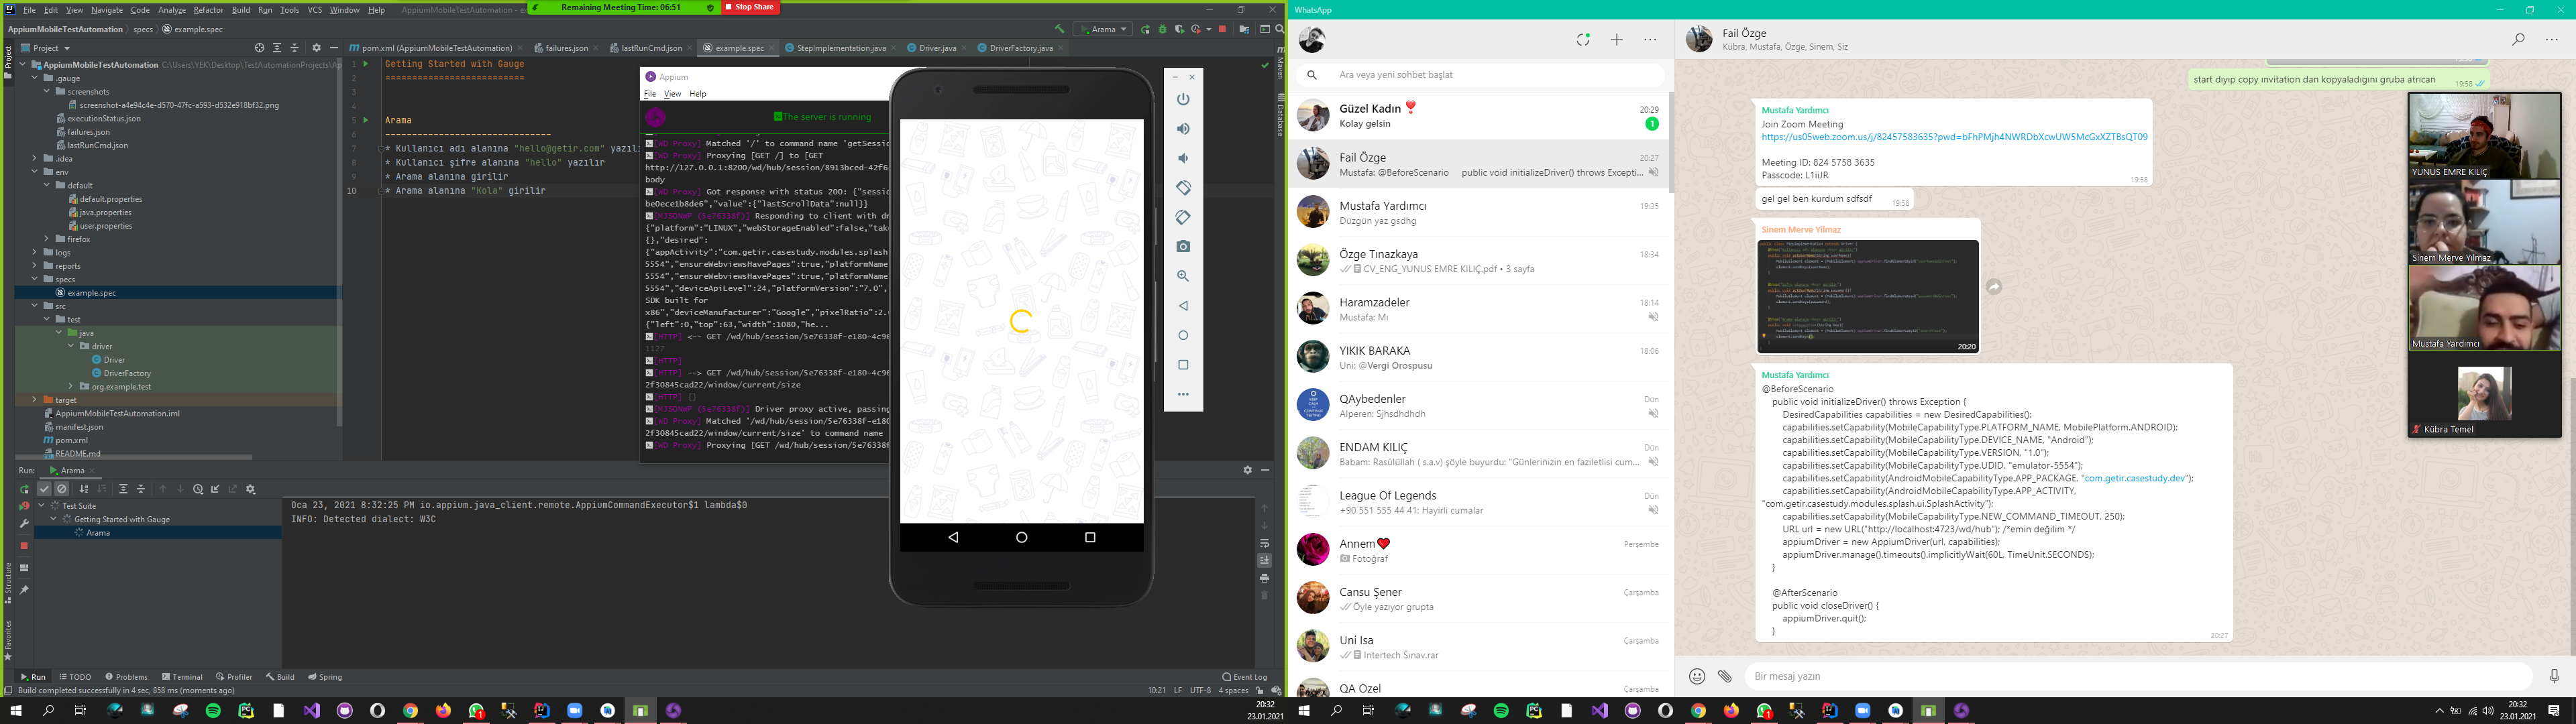 File Edit View Navigate Code Analyze Refactor Build Run Tools VCS Window Help
Remaining Meeting Time: 06:51
Stop Share
AppiumMobileTestAutomation specs example.spec
Arama
Project
pom.xml (AppiumMobileTestAutomation)
failures.json
lastRunCmd.json
example.spec
StepImplementation.java
Driver.java
DriverFactory.java
AppiumMobileTestAutomation
.gauge
screenshots
screenshot-a4e94c4e-d570-47fc-a593-d532e918bf32.png
executionStatus.json
failures.json
lastRunCmd.json
.idea
env
default
default.properties
java.properties
user.properties
firefox
logs
reports
specs
example.spec
src
test
java
driver
Driver
DriverFactory
org.example.test
target
AppiumMobileTestAutomation.iml
manifest.json
pom.xml
README.md
1 Getting Started with Gauge
2 ==========================
3
4
5 Arama
6 -------------------------------
7 * Kullanıcı adı alanına "hello@getir.com" yazılı
8 * Kullanıcı şifre alanına "hello" yazılır
9 * Arama alanına girilir
10 * Arama alanına "Kola" girilir
Maven
Database
Project
Structure
Favorites
Appium
File View Help
The server is running
[WD Proxy] Matched '/' to command name 'getSessi
[WD Proxy] Proxying [GET /] to [GET
http://127.0.0.1:8200/wd/hub/session/8913bced-42f6-
body
[WD Proxy] Got response with status 200: {"sessi
be0ece1b8de6","value":{"lastScrollData":null}}
[MJSONWP (5e76338f)] Responding to client with dr
{"platform":"LINUX","webStorageEnabled":false,"tak
{},"desired":
{"appActivity":"com.getir.casestudy.modules.splash
5554","ensureWebviewsHavePages":true,"platformName
5554","ensureWebviewsHavePages":true,"platformName
5554","deviceApiLevel":24,"platformVersion":"7.0",
SDK built for
x86","deviceManufacturer":"Google","pixelRatio":2.
{"left":0,"top":63,"width":1080,"he...
[HTTP] <-- GET /wd/hub/session/5e76338f-e180-4c96
1127
[HTTP]
[HTTP] --> GET /wd/hub/session/5e76338f-e180-4c96
2f30845cad22/window/current/size
[HTTP] {}
[MJSONWP (5e76338f)] Driver proxy active, passing
[WD Proxy] Matched '/wd/hub/session/5e76338f-e180
2f30845cad22/window/current/size' to command name
[WD Proxy] Proxying [GET /wd/hub/session/5e76338f
Run: Arama
Test Suite
Getting Started with Gauge
Arama
Oca 23, 2021 8:32:25 PM io.appium.java_client.remote.AppiumCommandExecutor$1 lambda$0
INFO: Detected dialect: W3C
Run TODO Problems Terminal Profiler Build Spring
Event Log
Build completed successfully in 4 sec, 858 ms (moments ago)
10:21 LF UTF-8 4 spaces
20:32
23.01.2021
WhatsApp
Ara veya yeni sohbet başlat
Güzel Kadın 20:29
Kolay gelsin 1
Fail Özge 20:27
Mustafa: @BeforeScenario public void initializeDriver() throws Excepti...
Mustafa Yardımcı 19:35
Düzgün yaz gsdhg
Özge Tınazkaya 18:34
CV_ENG_YUNUS EMRE KILIÇ.pdf • 3 sayfa
Haramzadeler 18:14
Mustafa: Mı
YIKIK BARAKA 18:06
Uni: @Vergi Orospusu
QAybedenler Dün
Alperen: Sjhsdhdhdh
ENDAM KILIÇ Dün
Babam: Rasülüllah ( s.a.v) şöyle buyurdu: "Günlerinizin en faziletlisi cum...
League Of Legends Dün
+90 551 555 44 41: Hayirli cumalar
Annem Perşembe
Fotoğraf
Cansu Şener Çarşamba
Öyle yazıyor grupta
Uni Isa Çarşamba
Intertech Sınav.rar
QA Ozel Çarşamba
Fail Özge
Kübra, Mustafa, Özge, Sinem, Siz
start dıyıp copy ınvitation dan kopyaladıgını gruba atıcan
19:58
Mustafa Yardımcı
Join Zoom Meeting
https://us05web.zoom.us/j/82457583635?pwd=bFhPMjh4NWRDbXcwUW5McGxXZTBsQT09
Meeting ID: 824 5758 3635
Passcode: L1iiJR
19:58
gel gel ben kurdum sdfsdf
19:58
Sinem Merve Yılmaz
20:20
Mustafa Yardımcı
@BeforeScenario
public void initializeDriver() throws Exception {
DesiredCapabilities capabilities = new DesiredCapabilities();
capabilities.setCapability(MobileCapabilityType.PLATFORM_NAME, MobilePlatform.ANDROID);
capabilities.setCapability(MobileCapabilityType.DEVICE_NAME, "Android");
capabilities.setCapability(MobileCapabilityType.VERSION, "1.0");
capabilities.setCapability(MobileCapabilityType.UDID, "emulator-5554");
capabilities.setCapability(AndroidMobileCapabilityType.APP_PACKAGE, "com.getir.casestudy.dev");
capabilities.setCapability(AndroidMobileCapabilityType.APP_ACTIVITY,
"com.getir.casestudy.modules.splash.ui.SplashActivity");
capabilities.setCapability(MobileCapabilityType.NEW_COMMAND_TIMEOUT, 250);
URL url = new URL("http://localhost:4723/wd/hub"); /*emin değilim */
appiumDriver = new AppiumDriver(url, capabilities);
appiumDriver.manage().timeouts().implicitlyWait(60L, TimeUnit.SECONDS);
}
@AfterScenario
public void closeDriver() {
appiumDriver.quit();
}
20:27
Bir mesaj yazın
YUNUS EMRE KILIÇ
Sinem Merve Yılmaz
Mustafa Yardımcı
Kübra Temel
20:32
23.01.2021